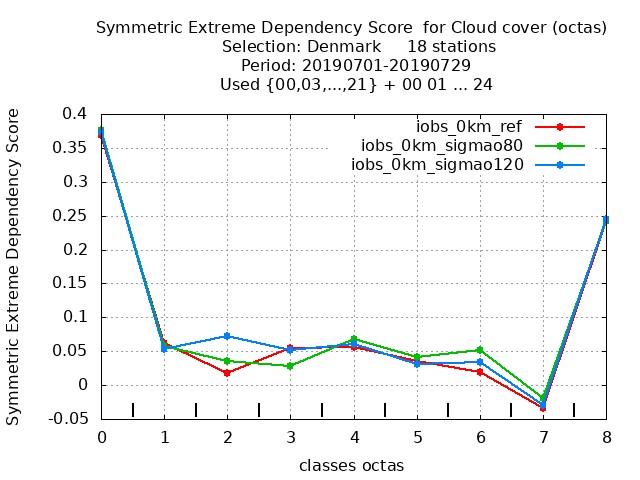 Symmetric Extreme Dependency Score  for Cloud cover (octas)
Selection: Denmark     18 stations
Period: 20190701-20190729
Used {00,03,...,21} + 00 01 ... 24
Symmetric Extreme Dependency Score
0.4
0.35
0.3
0.25
0.2
0.15
0.1
0.05
0
-0.05
iobs_0km_ref
iobs_0km_sigmao80
iobs_0km_sigmao120
0 1 2 3 4 5 6 7 8
classes octas